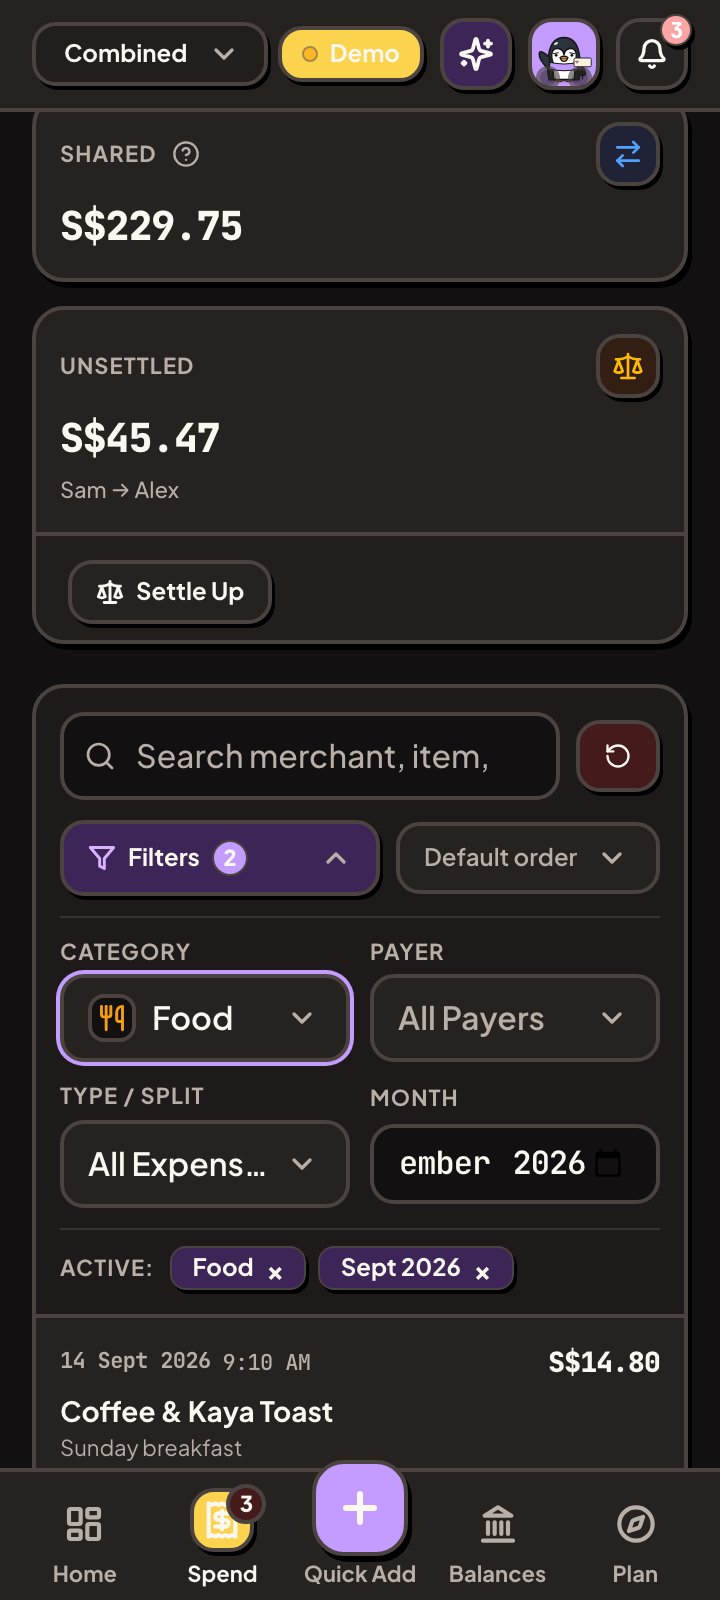 Combined
Demo
3
SHARED
S$229.75
UNSETTLED
S$45.47
Sam → Alex
Settle Up
Search merchant, item,
Filters 2
Default order
CATEGORY
PAYER
Food
All Payers
TYPE / SPLIT
MONTH
All Expens...
ember 2026
ACTIVE: Food × Sept 2026 ×
14 Sept 2026 9:10 AM
S$14.80
Coffee & Kaya Toast
Sunday breakfast
3
Home
Spend
Quick Add
Balances
Plan